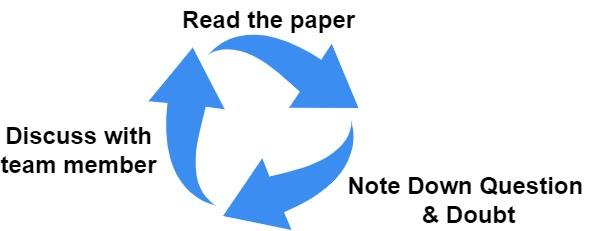 Read the paper
Note Down Question
& Doubt
Discuss with
team member